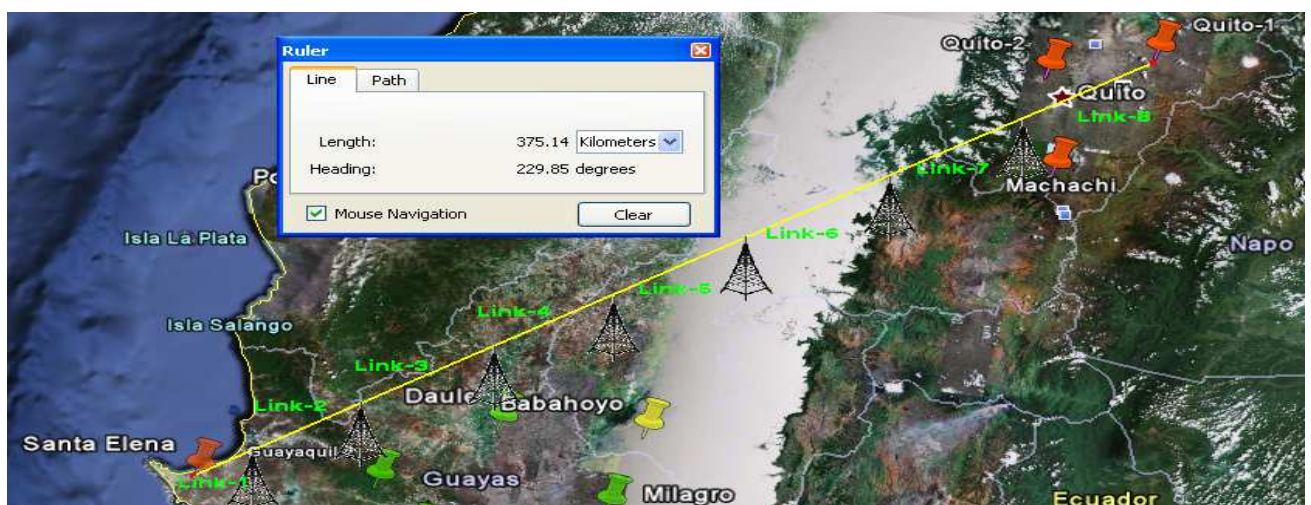 Quito-1
Quito-2
Ruler
Line Path
Length: 375.14 Kilometers
Heading: 229.85 degrees
Mouse Navigation Clear
Quito
Link-8
Link-7
Machachi
Isla La Plata
Link-6
Napo
Link-5
Isla Salango
Link-4
Link-3
Daule
Babahoyo
Link-2
Santa Elena
Guayaquil
Link-1
Guayas
Milagro
Ecuador